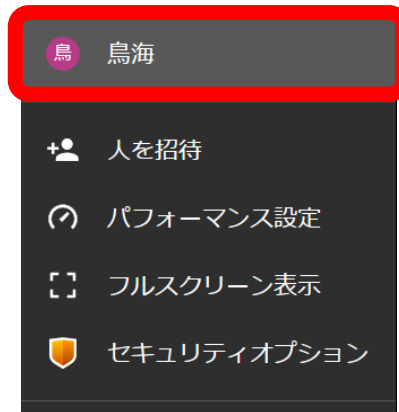 鳥 鳥海
人を招待
パフォーマンス設定
フルスクリーン表示
セキュリティオプション